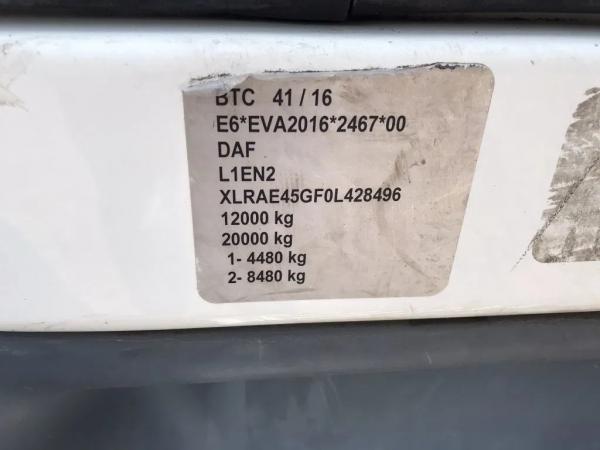 BTC 41 / 16
E6*EVA2016*2467*00
DAF
L1EN2
XLRAE45GF0L428496
12000 kg
20000 kg
1- 4480 kg
2- 8480 kg